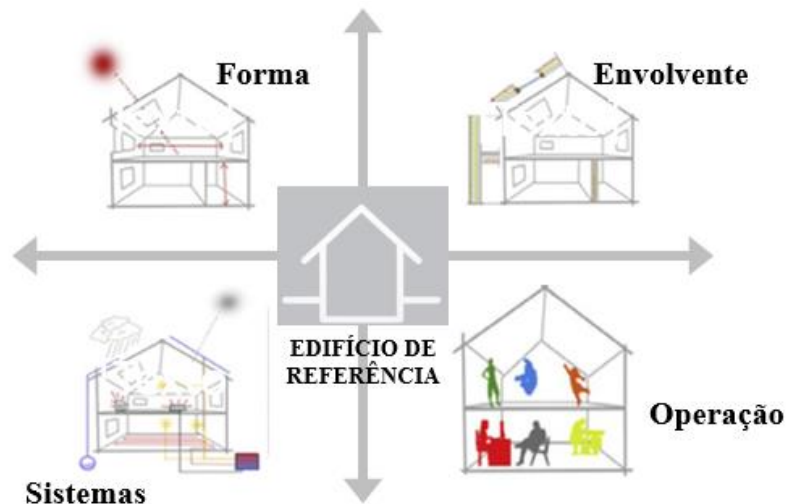 Forma
Envolvente
EDIFÍCIO DE
REFERÊNCIA
Operação
Sistemas